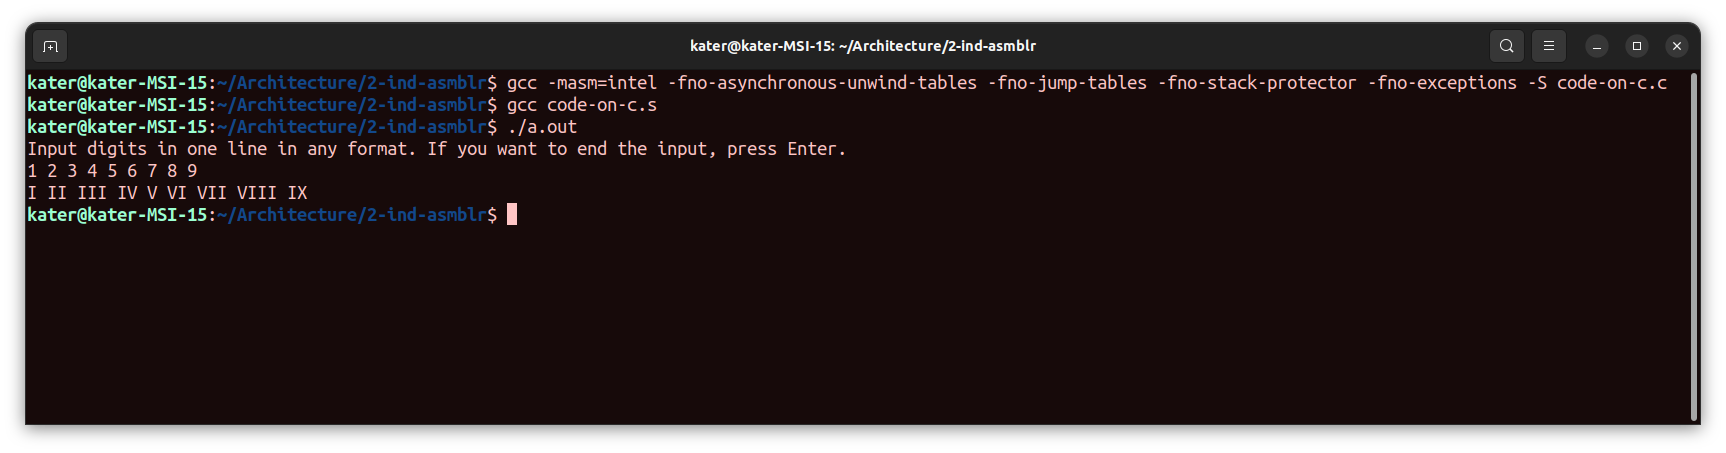 kater@kater-MSI-15: ~/Architecture/2-ind-asmblr
kater@kater-MSI-15:~/Architecture/2-ind-asmblr$ gcc -masm=intel -fno-asynchronous-unwind-tables -fno-jump-tables -fno-stack-protector -fno-exceptions -S code-on-c.c
kater@kater-MSI-15:~/Architecture/2-ind-asmblr$ gcc code-on-c.s
kater@kater-MSI-15:~/Architecture/2-ind-asmblr$ ./a.out
Input digits in one line in any format. If you want to end the input, press Enter.
1 2 3 4 5 6 7 8 9
I II III IV V VI VII VIII IX
kater@kater-MSI-15:~/Architecture/2-ind-asmblr$